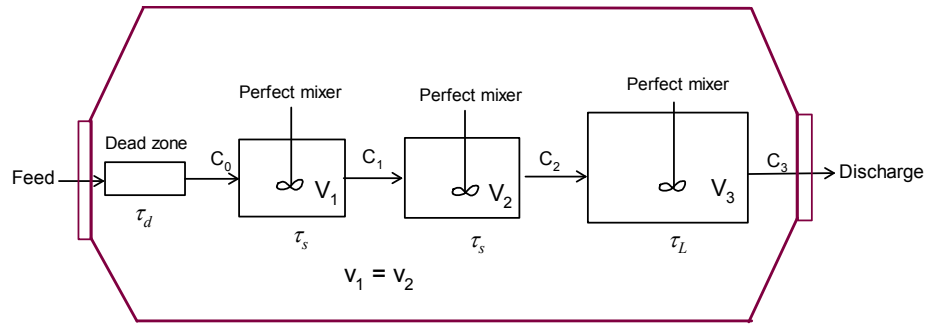 Perfect mixer
Perfect mixer
Perfect mixer
Dead zone
Feed
C₀
C₁
C₂
C₃
Discharge
V₁
V₂
V₃
τd
τs
τs
τL
v₁ = v₂